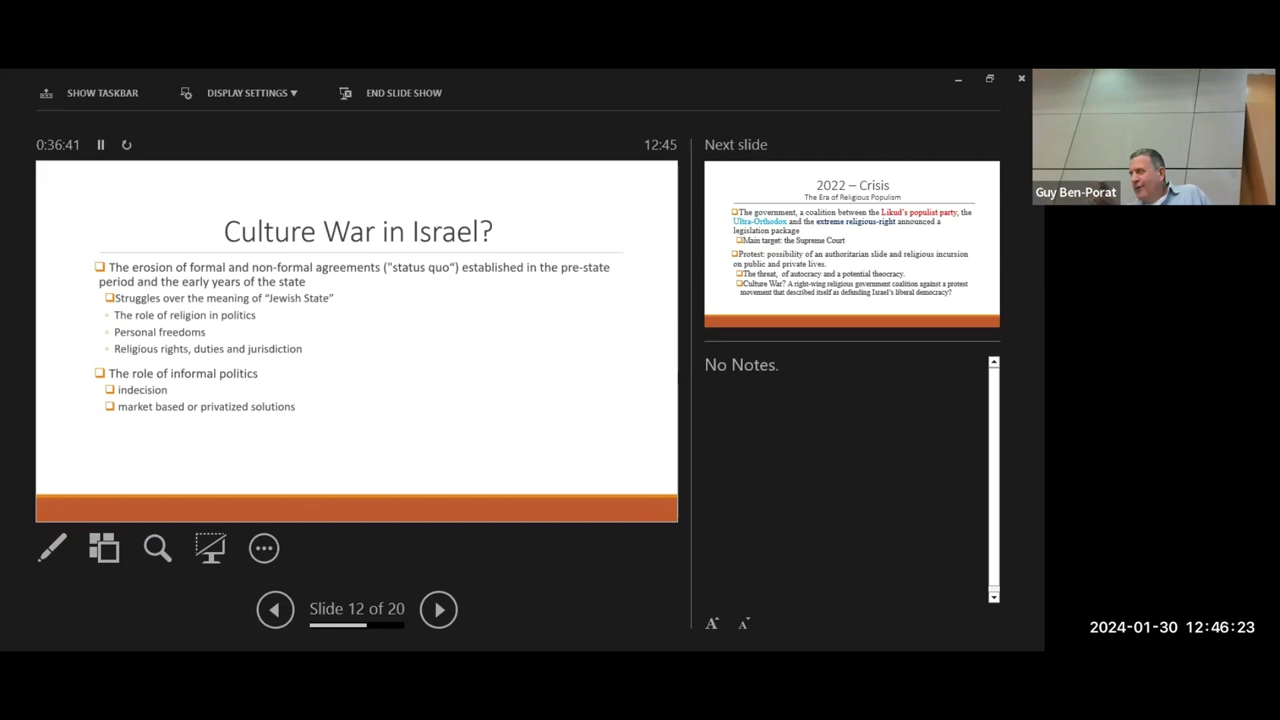 SHOW TASKBAR
DISPLAY SETTINGS ▾
END SLIDE SHOW
0:36:41
12:45
Culture War in Israel?
The erosion of formal and non-formal agreements ("status quo“) established in the pre-state
period and the early years of the state
Struggles over the meaning of “Jewish State”
The role of religion in politics
Personal freedoms
Religious rights, duties and jurisdiction
The role of informal politics
indecision
market based or privatized solutions
Slide 12 of 20
Next slide
2022 – Crisis
The Era of Religious Populism
The government, a coalition between the Likud’s populist party, the
Ultra-Orthodox and the extreme religious-right announced a
legislation package
Main target: the Supreme Court
Protest: possibility of an authoritarian slide and religious incursion
on public and private lives.
The threat, of autocracy and a potential theocracy.
Culture War? A right-wing religious government coalition against a protest
movement that described itself as defending Israel’s liberal democracy?
No Notes.
A A
Guy Ben-Porat
2024-01-30 12:46:23